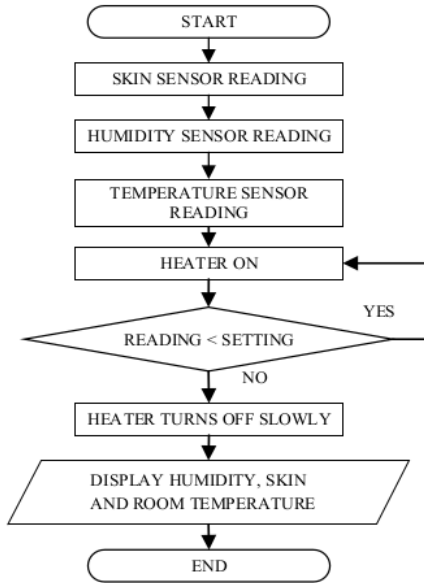 START
SKIN SENSOR READING
HUMIDITY SENSOR READING
TEMPERATURE SENSOR
READING
HEATER ON
YES
READING < SETTING
NO
HEATER TURNS OFF SLOWLY
DISPLAY HUMIDITY, SKIN
AND ROOM TEMPERATURE
END